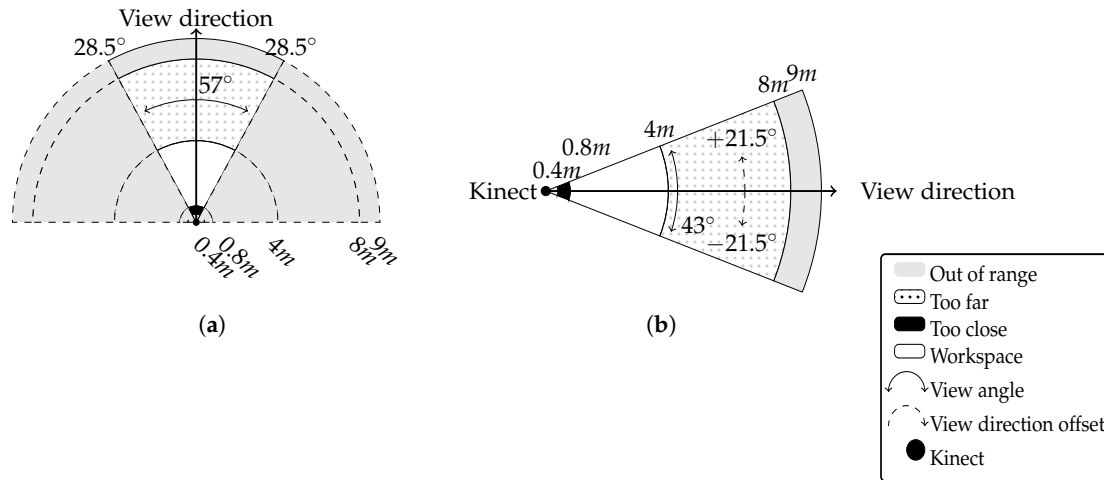 View direction
28.5°
28.5°
57°
0.4m
0.8m
4m
8m
9m
(a)
9m
8m
4m
0.8m
0.4m
+21.5°
Kinect
View direction
43°
−21.5°
(b)
Out of range
Too far
Too close
Workspace
View angle
View direction offset
Kinect